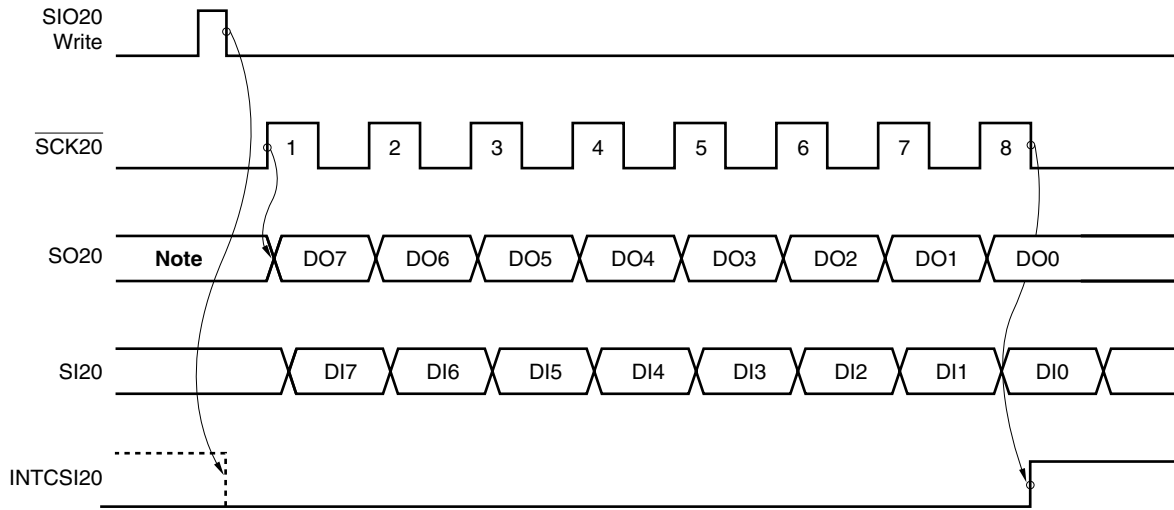 SIO20
Write
SCK20
1 2 3 4 5 6 7 8
SO20 Note DO7 DO6 DO5 DO4 DO3 DO2 DO1 DO0
SI20 DI7 DI6 DI5 DI4 DI3 DI2 DI1 DI0
INTCSI20